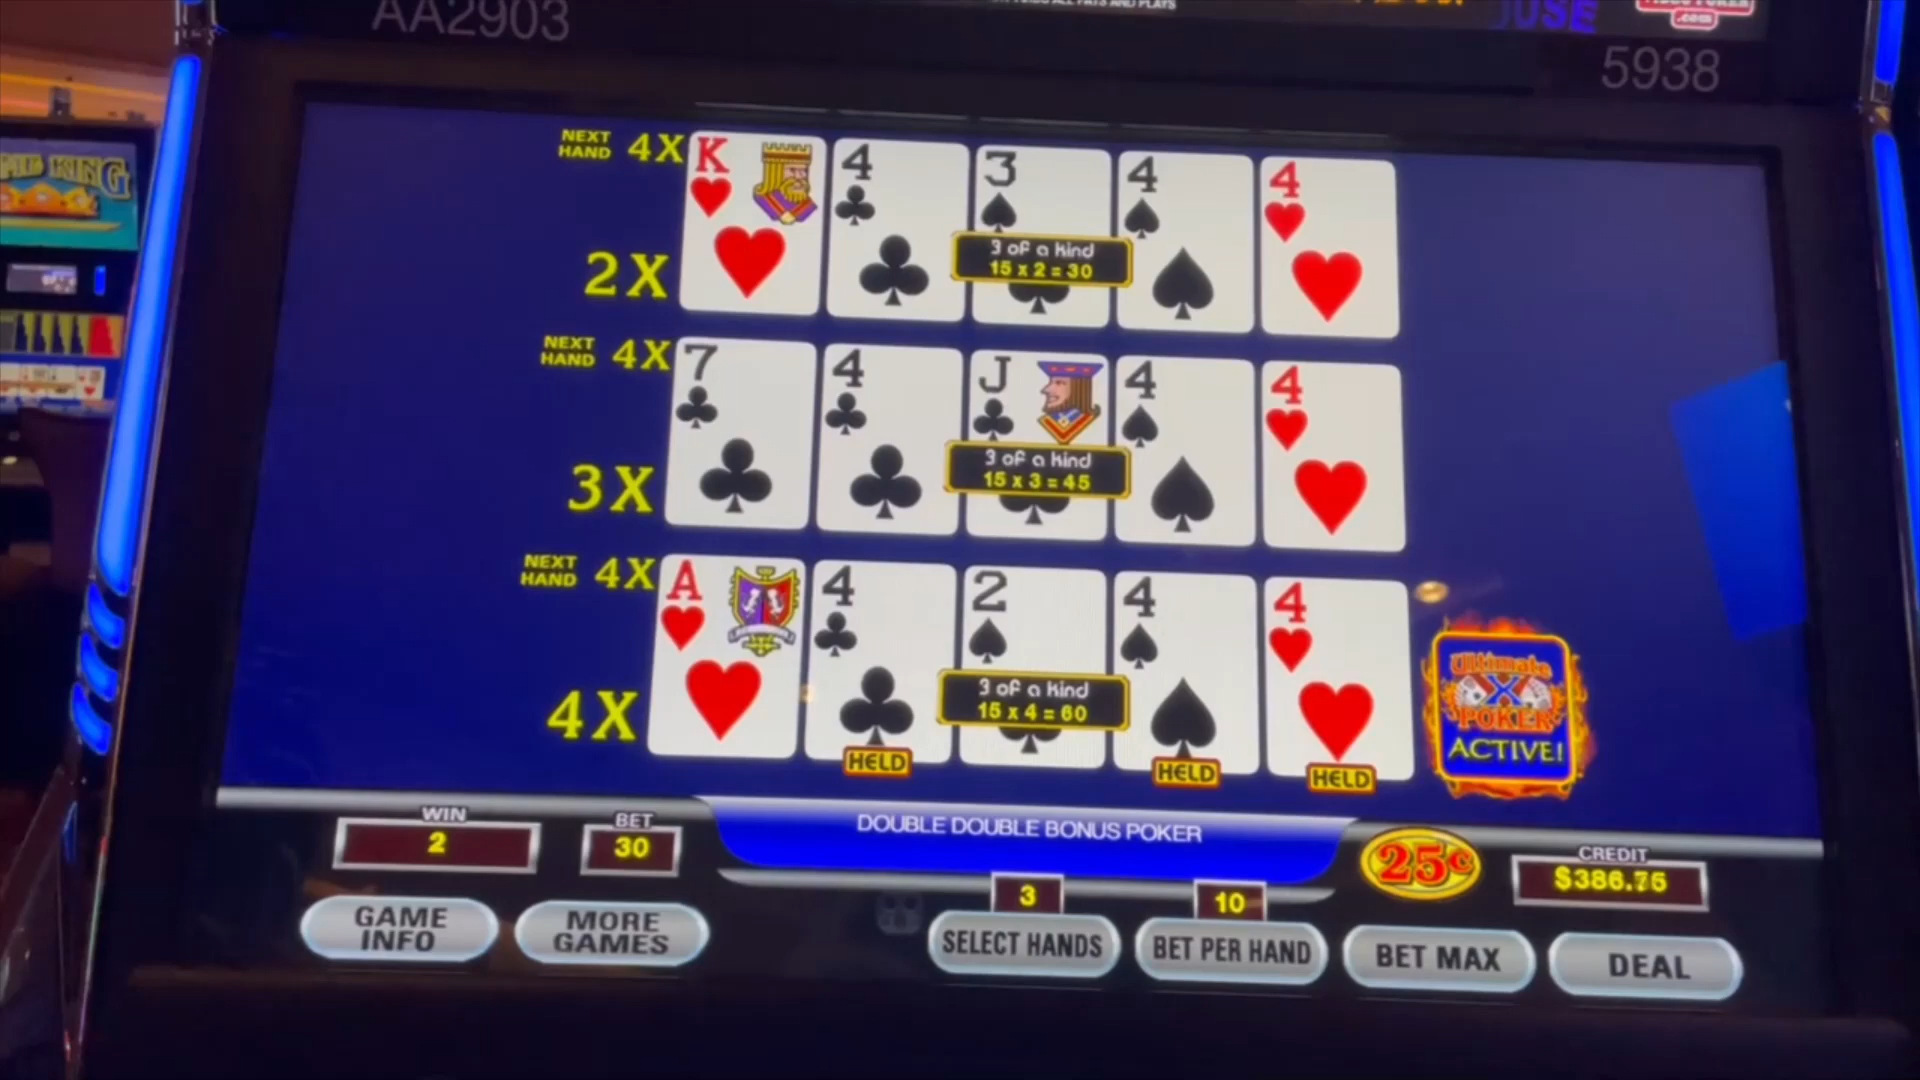 AA2903
5938
NEXT HAND 4X
2X
K 4 3 4 4
3 of a kind
15 x 2 = 30
NEXT HAND 4X
3X
7 4 J 4 4
3 of a kind
15 x 3 = 45
NEXT HAND 4X
4X
A 4 2 4 4
3 of a kind
15 x 4 = 60
HELD HELD HELD
Ultimate
X
POKER
ACTIVE!
WIN
2
BET
30
DOUBLE DOUBLE BONUS POKER
25¢
CREDIT
$386.75
3
10
GAME
INFO
MORE
GAMES
SELECT HANDS
BET PER HAND
BET MAX
DEAL